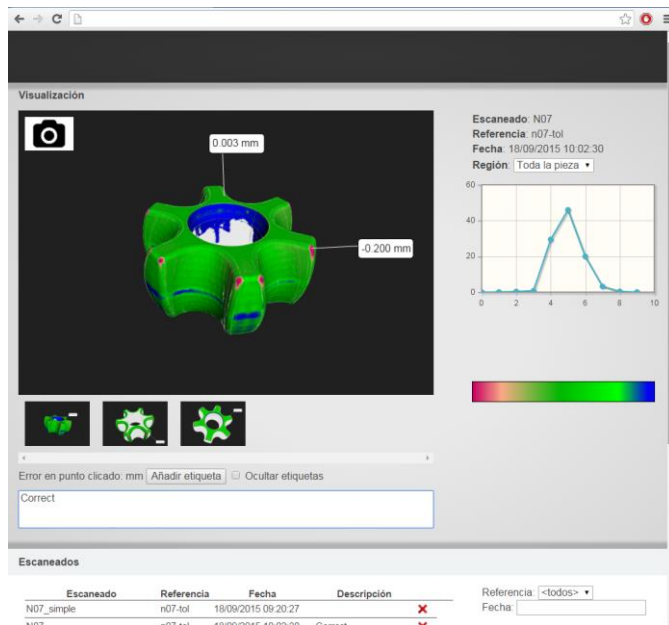 Visualización
0.003 mm
-0.200 mm
Escaneado: N07
Referencia: n07-tol
Fecha: 18/09/2015 10:02:30
Región: Toda la pieza
60
40
20
0
0 2 4 6 8 10
Error en punto clicado: mm Añadir etiqueta Ocultar etiquetas
Correct
Escaneados
Escaneado Referencia Fecha Descripción
N07_simple n07-tol 18/09/2015 09:20:27
Referencia: <todos>
Fecha: